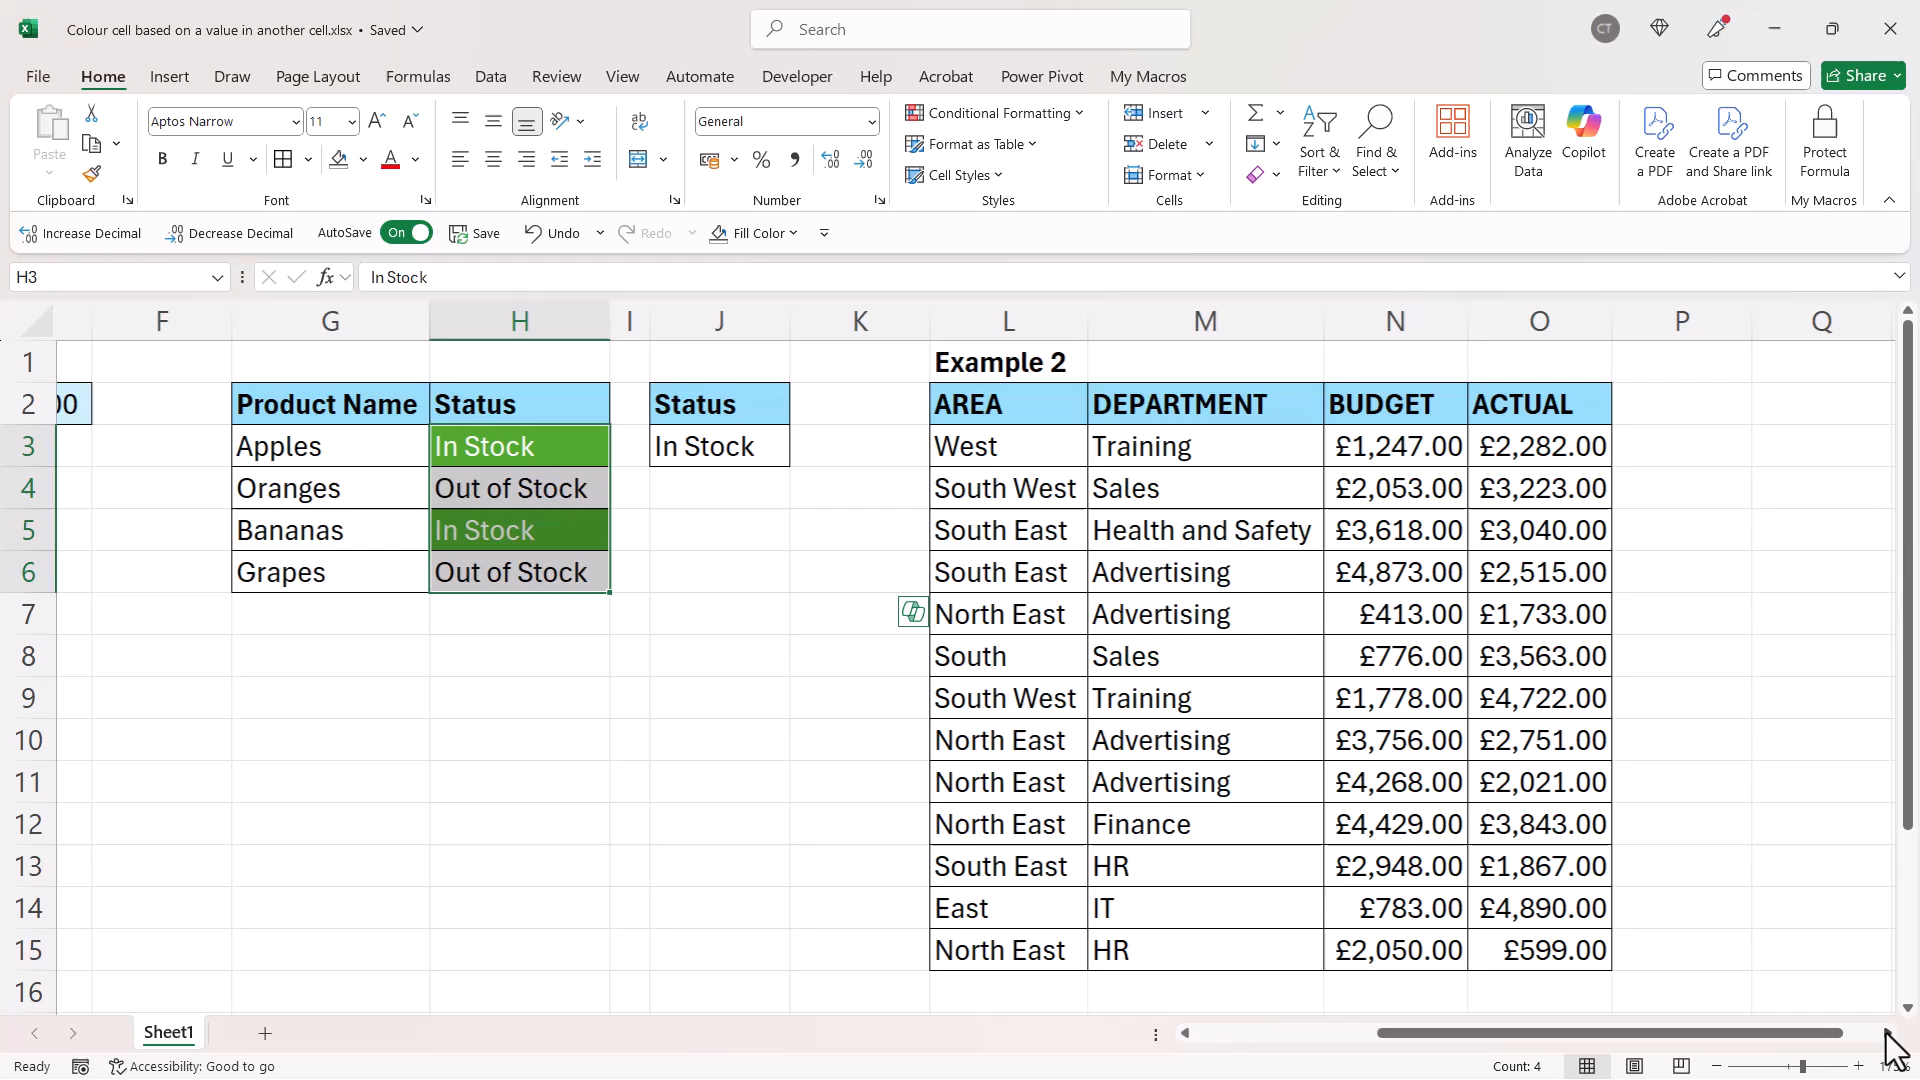 Colour cell based on a value in another cell.xlsx • Saved
Search
CT
File Home Insert Draw Page Layout Formulas Data Review View Automate Developer Help Acrobat Power Pivot My Macros
Comments Share
Paste
Clipboard
Aptos Narrow 11
B I U
Font
Alignment
General
Number
Conditional Formatting
Format as Table
Cell Styles
Styles
Insert
Delete
Format
Cells
Sort & Filter
Find & Select
Editing
Add-ins
Add-ins
Analyze Data
Copilot
Create a PDF
Create a PDF and Share link
Adobe Acrobat
Protect Formula
My Macros
Increase Decimal Decrease Decimal AutoSave On Save Undo Redo Fill Color
H3 fx In Stock
F G H I J K L M N O P Q
1 Example 2
2 Product Name Status Status AREA DEPARTMENT BUDGET ACTUAL
3 Apples In Stock In Stock West Training £1,247.00 £2,282.00
4 Oranges Out of Stock South West Sales £2,053.00 £3,223.00
5 Bananas In Stock South East Health and Safety £3,618.00 £3,040.00
6 Grapes Out of Stock South East Advertising £4,873.00 £2,515.00
7 North East Advertising £413.00 £1,733.00
8 South Sales £776.00 £3,563.00
9 South West Training £1,778.00 £4,722.00
10 North East Advertising £3,756.00 £2,751.00
11 North East Advertising £4,268.00 £2,021.00
12 North East Finance £4,429.00 £3,843.00
13 South East HR £2,948.00 £1,867.00
14 East IT £783.00 £4,890.00
15 North East HR £2,050.00 £599.00
16
Sheet1
Ready Accessibility: Good to go Count: 4